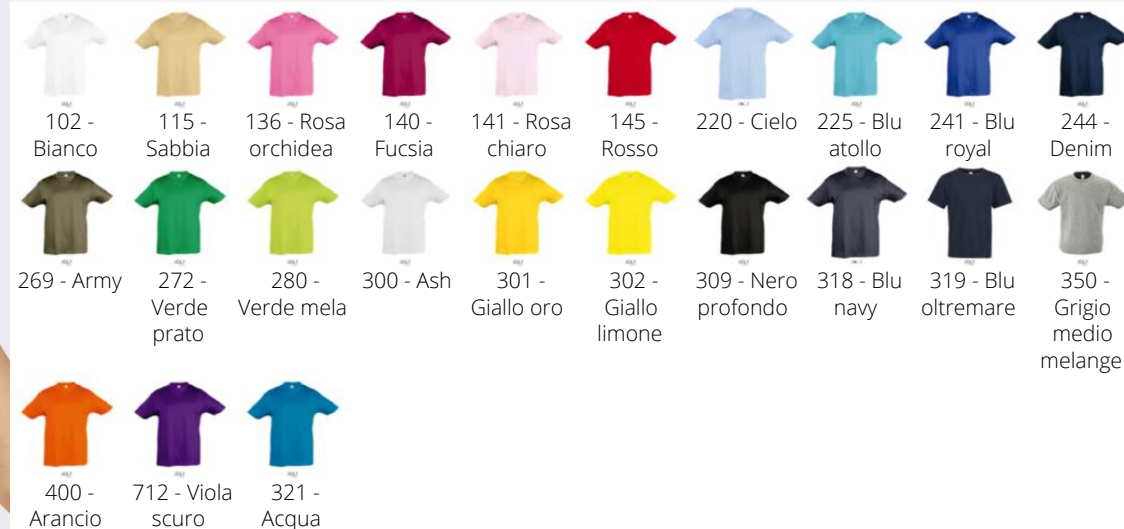 102 - Bianco
115 - Sabbia
136 - Rosa orchidea
140 - Fucsia
141 - Rosa chiaro
145 - Rosso
220 - Cielo
225 - Blu atollo
241 - Blu royal
244 - Denim
269 - Army
272 - Verde prato
280 - Verde mela
300 - Ash
301 - Giallo oro
302 - Giallo limone
309 - Nero profondo
318 - Blu navy
319 - Blu oltremare
350 - Grigio medio melange
400 - Arancio
712 - Viola scuro
321 - Acqua